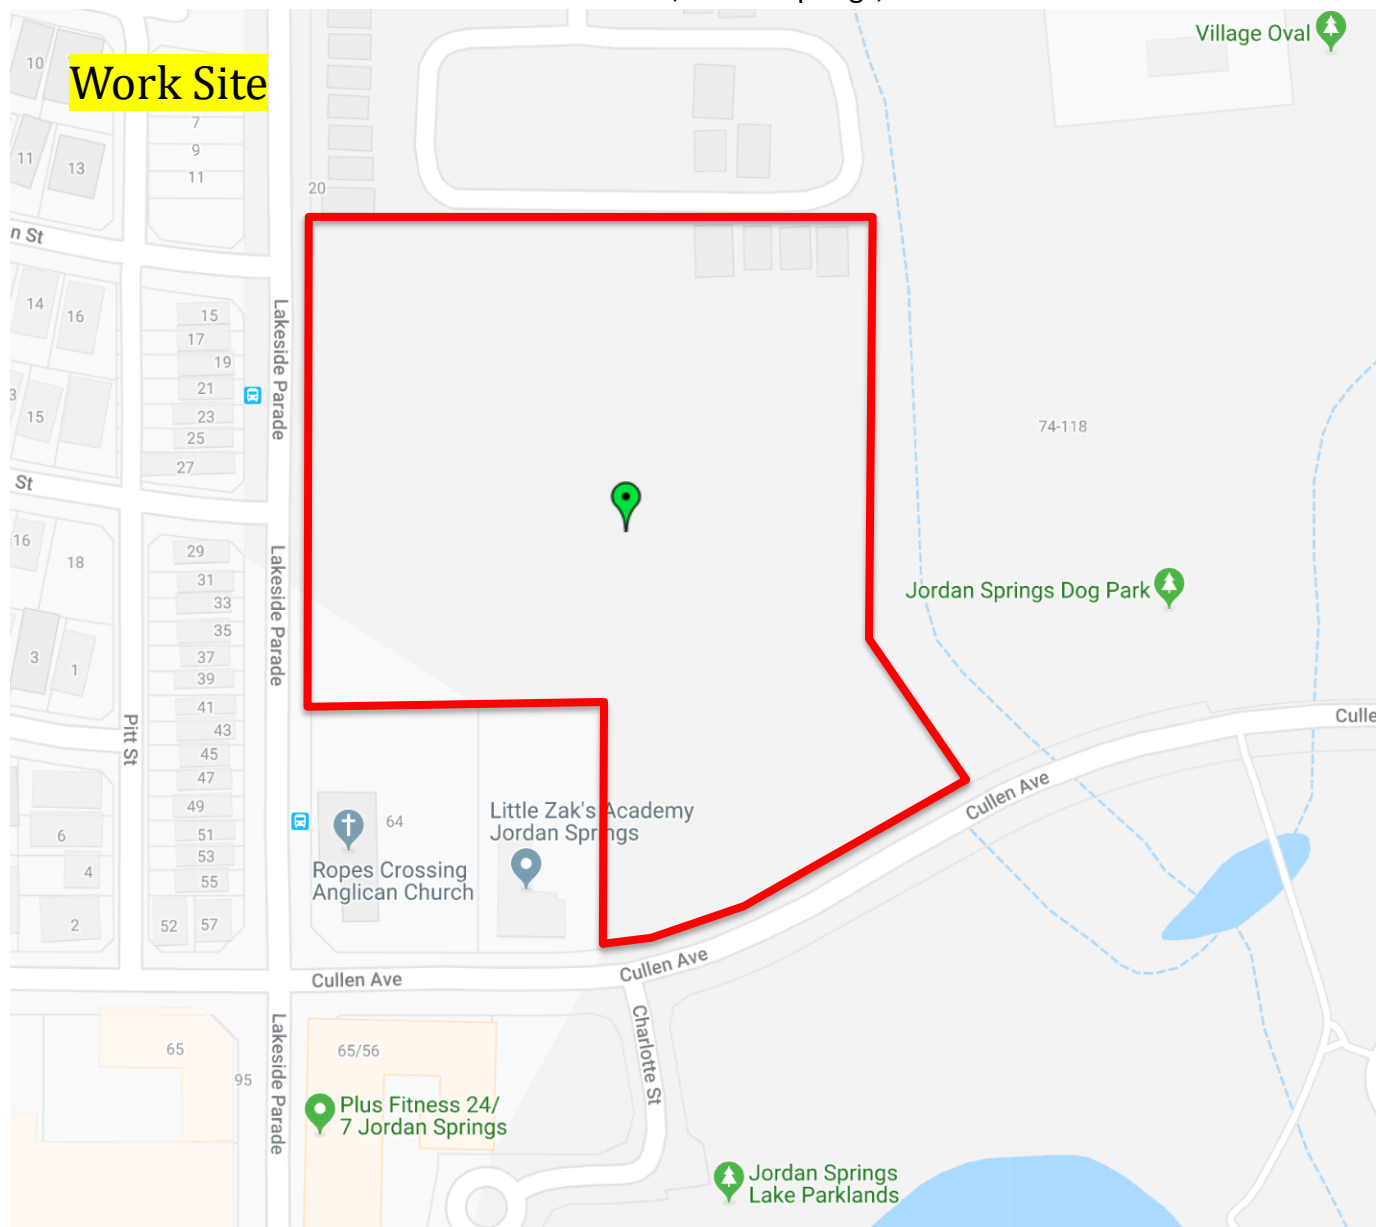 Village Oval
Work Site
10
7
9
11
11
13
20
n St
14
16
15
17
19
21
23
25
27
3
15
Lakeside Parade
74-118
St
16
18
29
31
33
35
37
39
41
43
45
47
49
51
53
55
Lakeside Parade
Jordan Springs Dog Park
3
1
Pitt St
Culle
Cullen Ave
6
4
2
52
57
64
Little Zak's Academy
Jordan Springs
Ropes Crossing
Anglican Church
Cullen Ave
Cullen Ave
Charlotte St
Lakeside Parade
65
95
65/56
Plus Fitness 24/
7 Jordan Springs
Jordan Springs
Lake Parklands